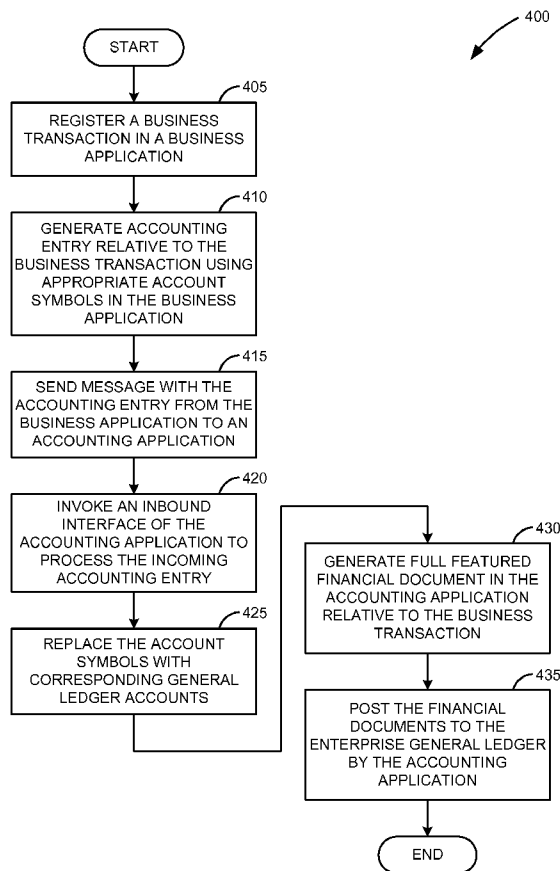 400
START
405
REGISTER A BUSINESS
TRANSACTION IN A BUSINESS
APPLICATION
410
GENERATE ACCOUNTING
ENTRY RELATIVE TO THE
BUSINESS TRANSACTION USING
APPROPRIATE ACCOUNT
SYMBOLS IN THE BUSINESS
APPLICATION
415
SEND MESSAGE WITH THE
ACCOUNTING ENTRY FROM THE
BUSINESS APPLICATION TO AN
ACCOUNTING APPLICATION
420
INVOKE AN INBOUND
INTERFACE OF THE
ACCOUNTING APPLICATION TO
PROCESS THE INCOMING
ACCOUNTING ENTRY
425
REPLACE THE ACCOUNT
SYMBOLS WITH
CORRESPONDING GENERAL
LEDGER ACCOUNTS
430
GENERATE FULL FEATURED
FINANCIAL DOCUMENT IN THE
ACCOUNTING APPLICATION
RELATIVE TO THE BUSINESS
TRANSACTION
435
POST THE FINANCIAL
DOCUMENTS TO THE
ENTERPRISE GENERAL LEDGER
BY THE ACCOUNTING
APPLICATION
END